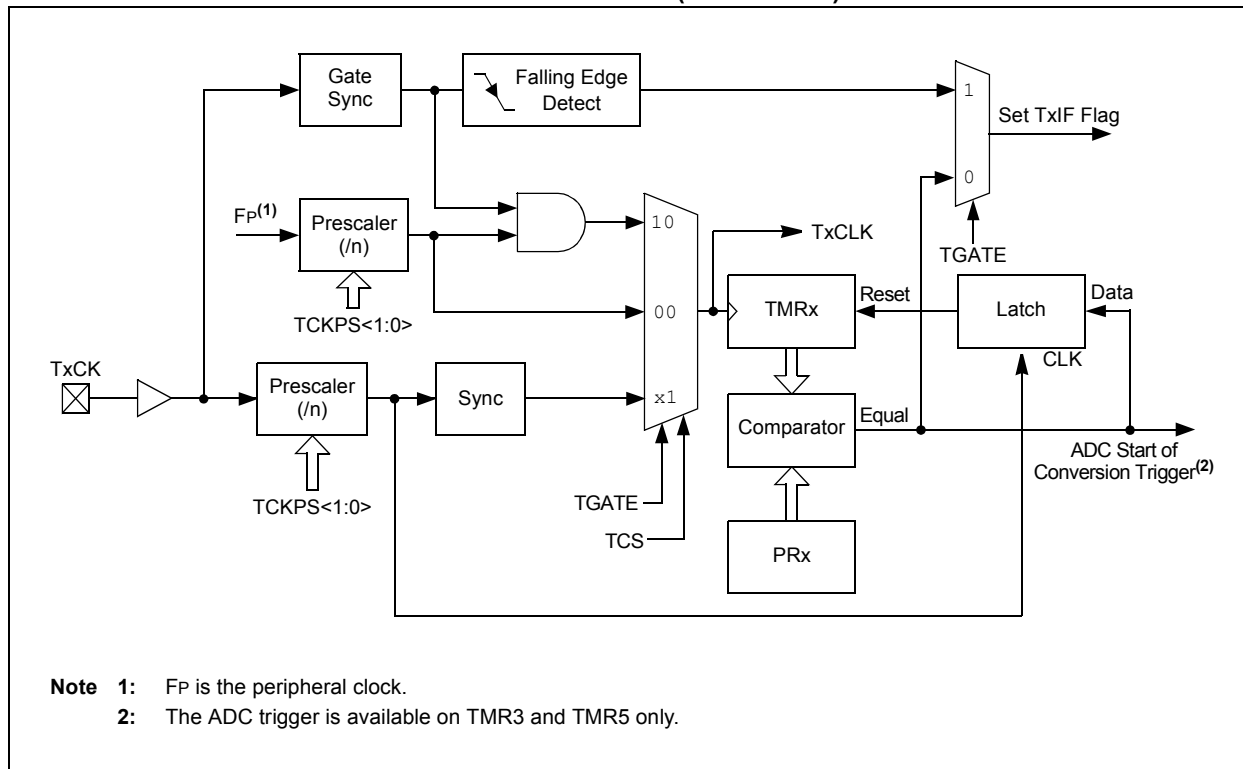 Gate
Sync
Falling Edge
Detect
1
Set TxIF Flag
0
FP(1)
Prescaler
(/n)
10
TxCLK
TGATE
TCKPS<1:0>
00
TMRx
Reset
Latch
Data
CLK
TxCK
Prescaler
(/n)
Sync
x1
Comparator
Equal
ADC Start of
Conversion Trigger(2)
TCKPS<1:0>
TGATE
TCS
PRx
Note 1: FP is the peripheral clock.
2: The ADC trigger is available on TMR3 and TMR5 only.